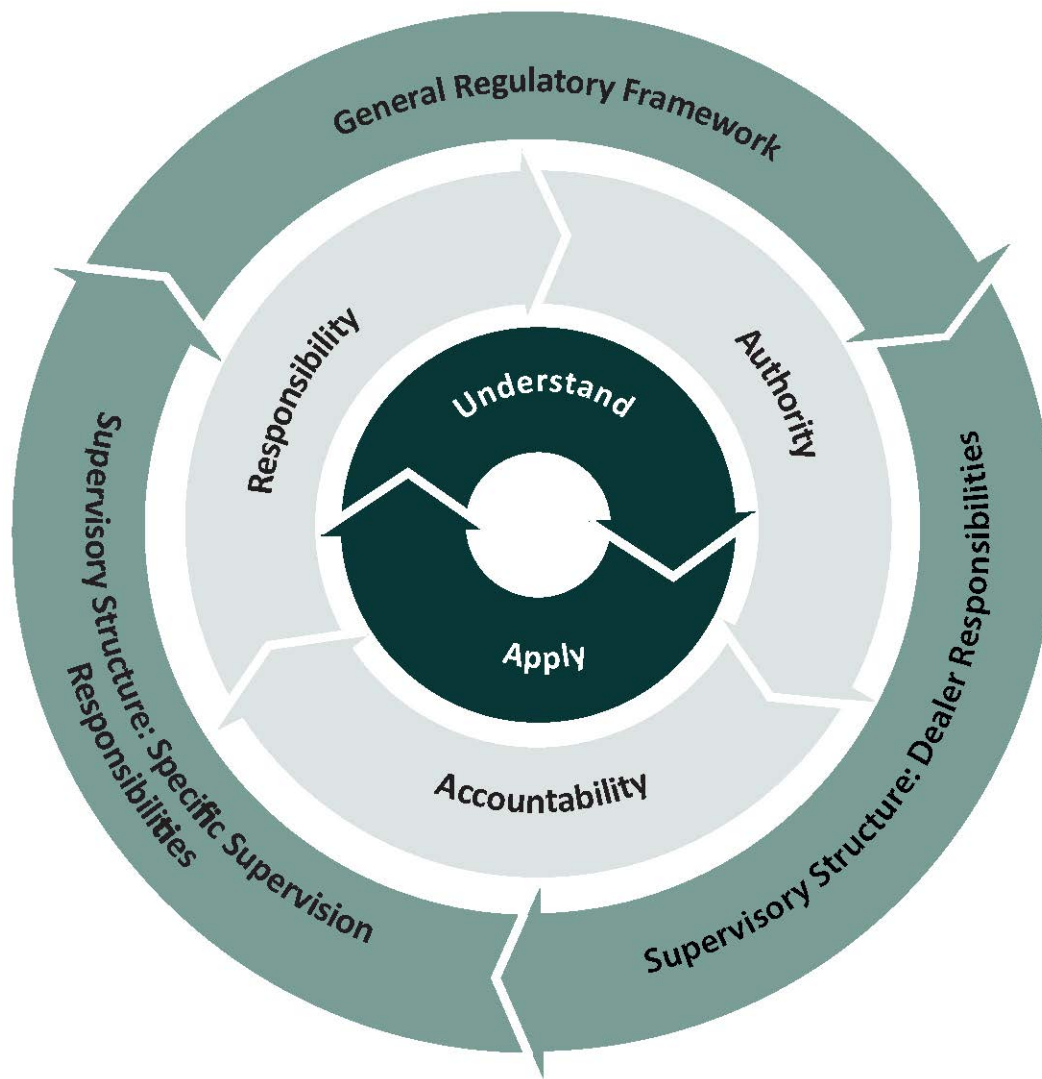 General Regulatory Framework
Supervisory Structure: Dealer Responsibilities
Supervisory Structure: Specific Supervision
Responsibilities
Responsibility
Authority
Accountability
Understand
Apply